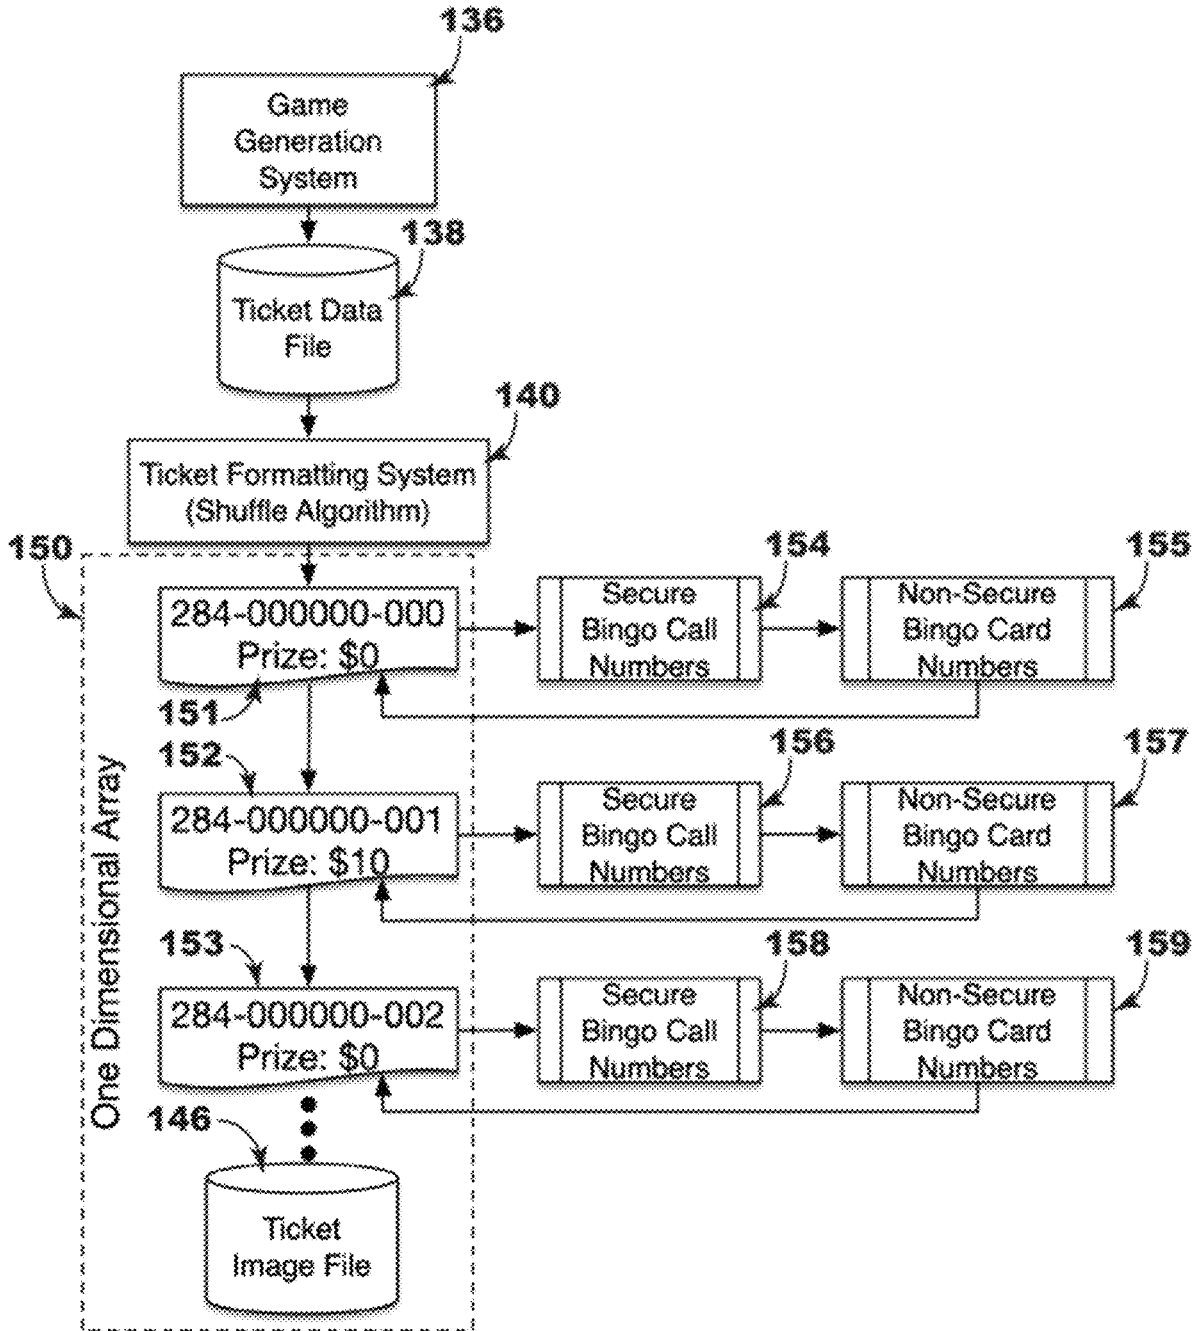 136
Game
Generation
System
138
Ticket Data
File
140
Ticket Formatting System
(Shuffle Algorithm)
150
One Dimensional Array
284-000000-000
Prize: $0
151
Secure
Bingo Call
Numbers
154
Non-Secure
Bingo Card
Numbers
155
152
284-000000-001
Prize: $10
Secure
Bingo Call
Numbers
156
Non-Secure
Bingo Card
Numbers
157
153
284-000000-002
Prize: $0
Secure
Bingo Call
Numbers
158
Non-Secure
Bingo Card
Numbers
159
146
Ticket
Image File